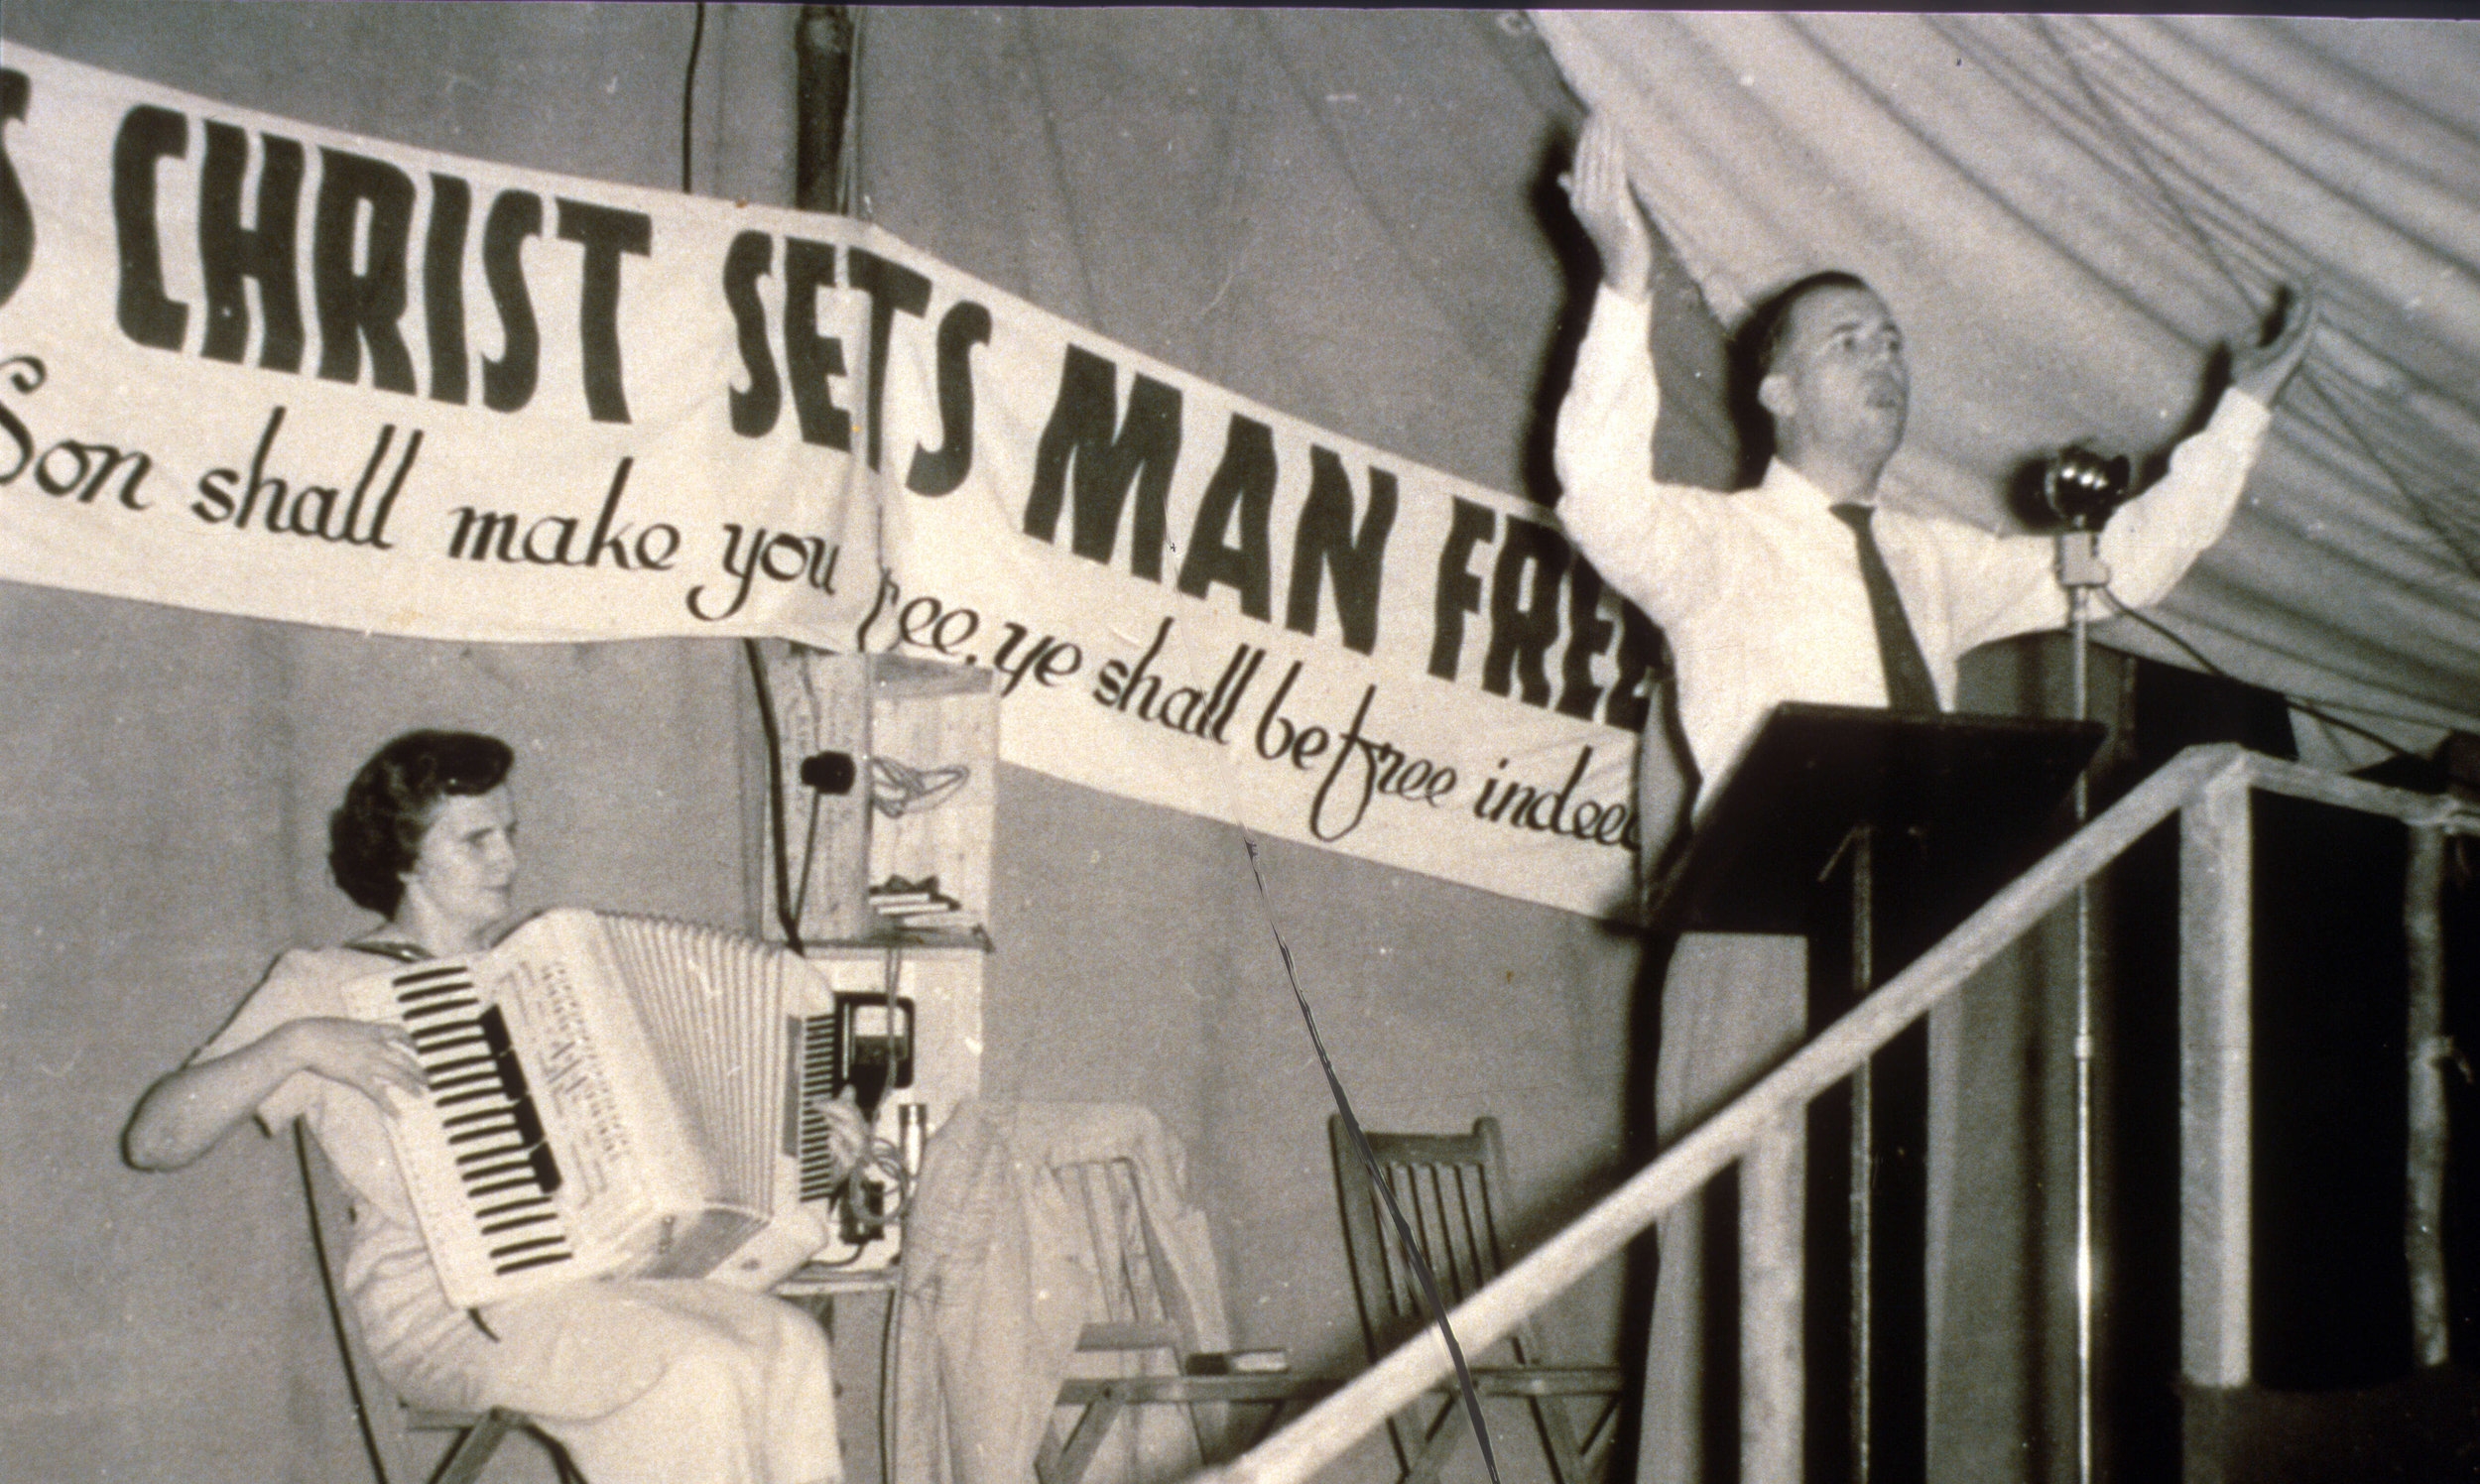 S CHRIST SETS MAN FREE
Son shall make you free, ye shall be free indeed